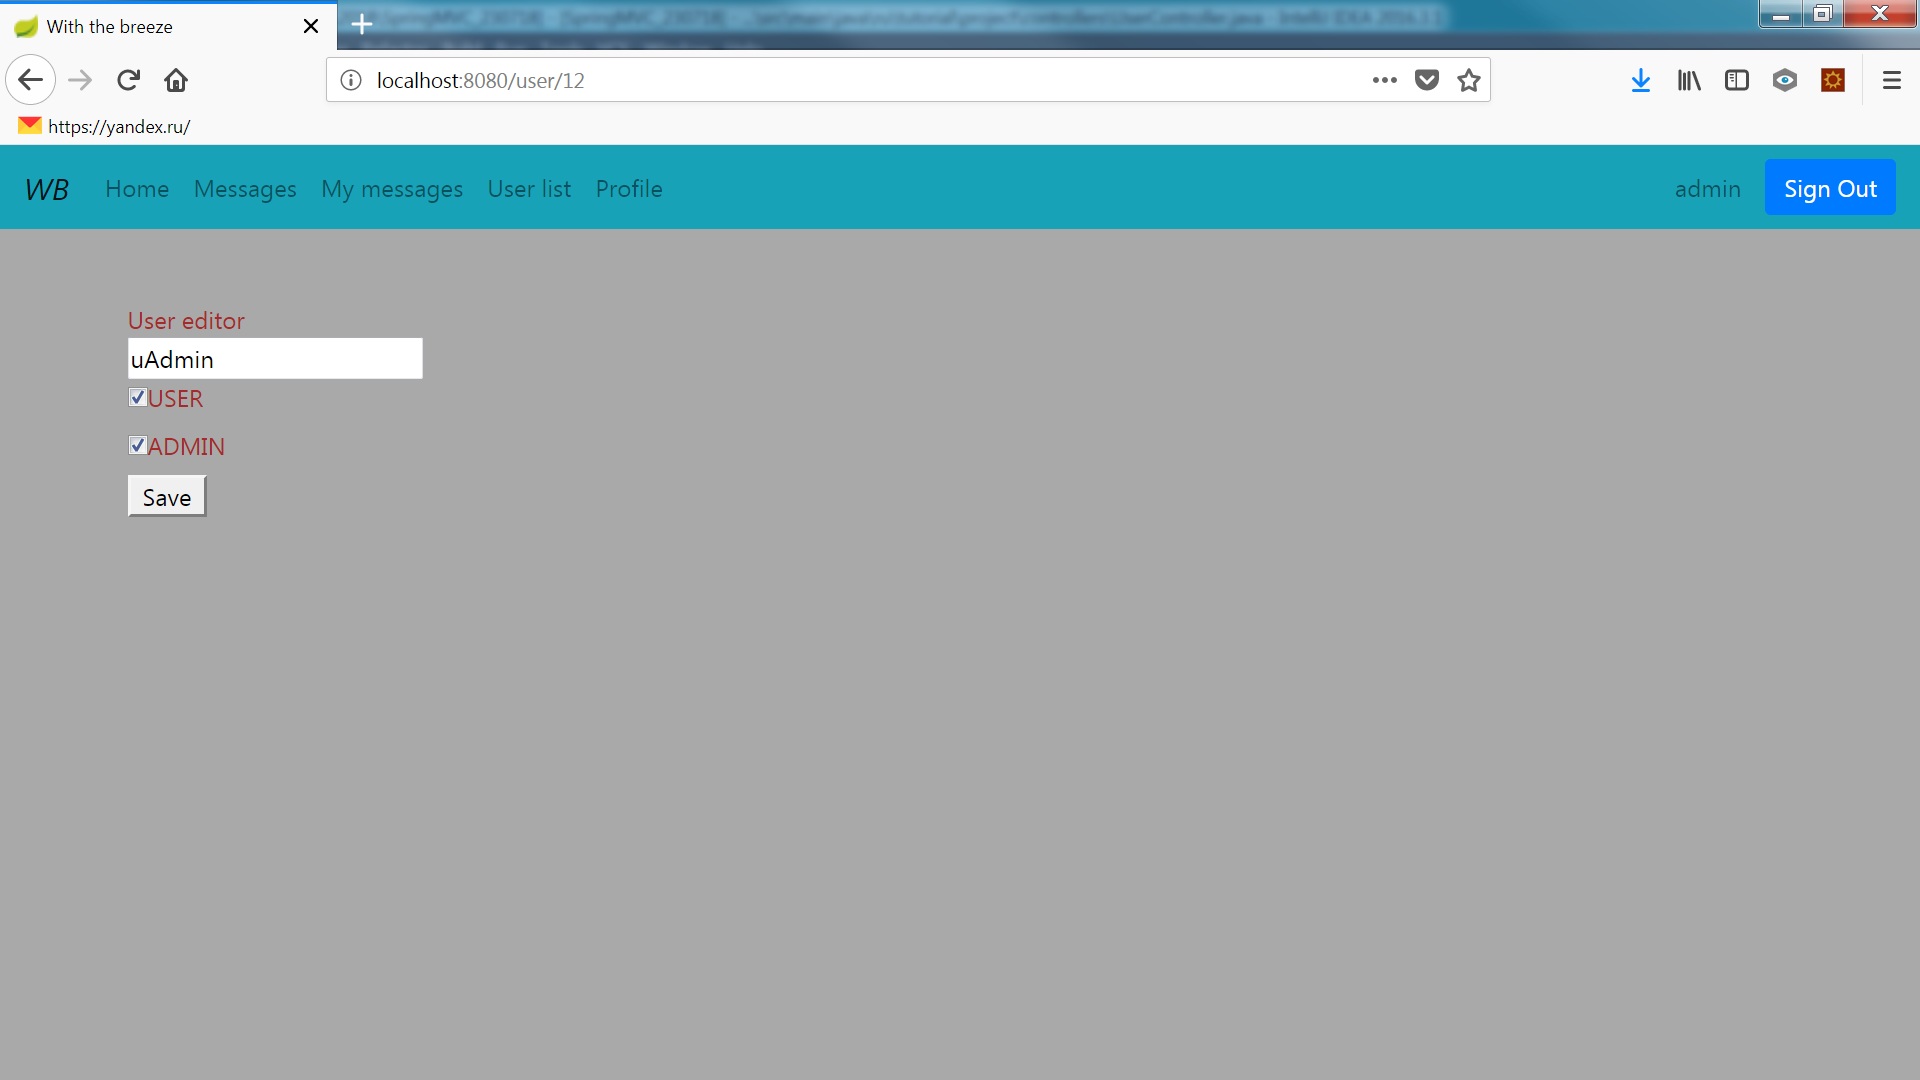 With the breeze
localhost:8080/user/12
https://yandex.ru/
WB Home Messages My messages User list Profile admin Sign Out
User editor
uAdmin
USER
ADMIN
Save